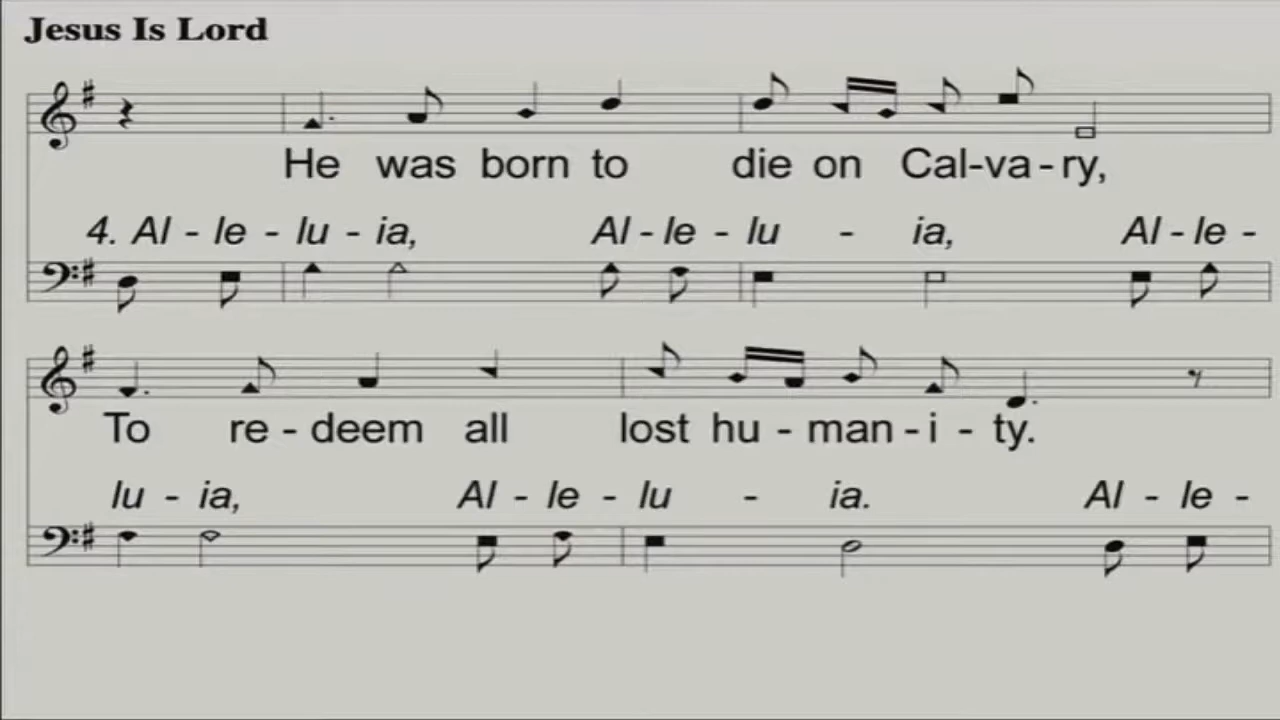 Jesus Is Lord
He was born to die on Cal-va-ry,
4. Al - le - lu - ia, Al - le - lu - ia, Al - le -
To re - deem all lost hu - man - i - ty.
lu - ia, Al - le - lu - ia. Al - le -